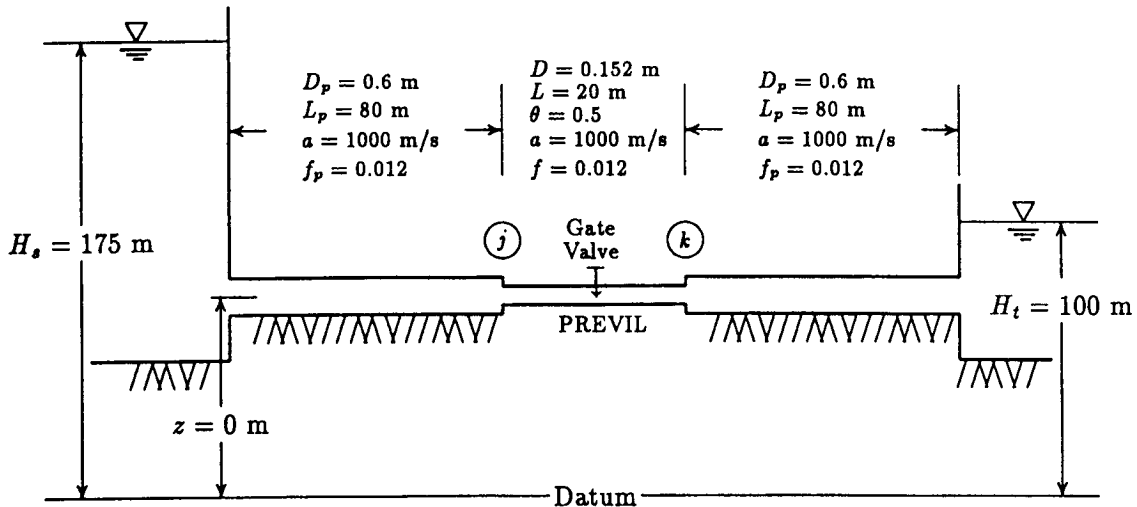 D_p = 0.6 m
L_p = 80 m
a = 1000 m/s
f_p = 0.012
D = 0.152 m
L = 20 m
θ = 0.5
a = 1000 m/s
f = 0.012
D_p = 0.6 m
L_p = 80 m
a = 1000 m/s
f_p = 0.012
H_s = 175 m
j
Gate
Valve
k
PREVIL
H_t = 100 m
z = 0 m
Datum